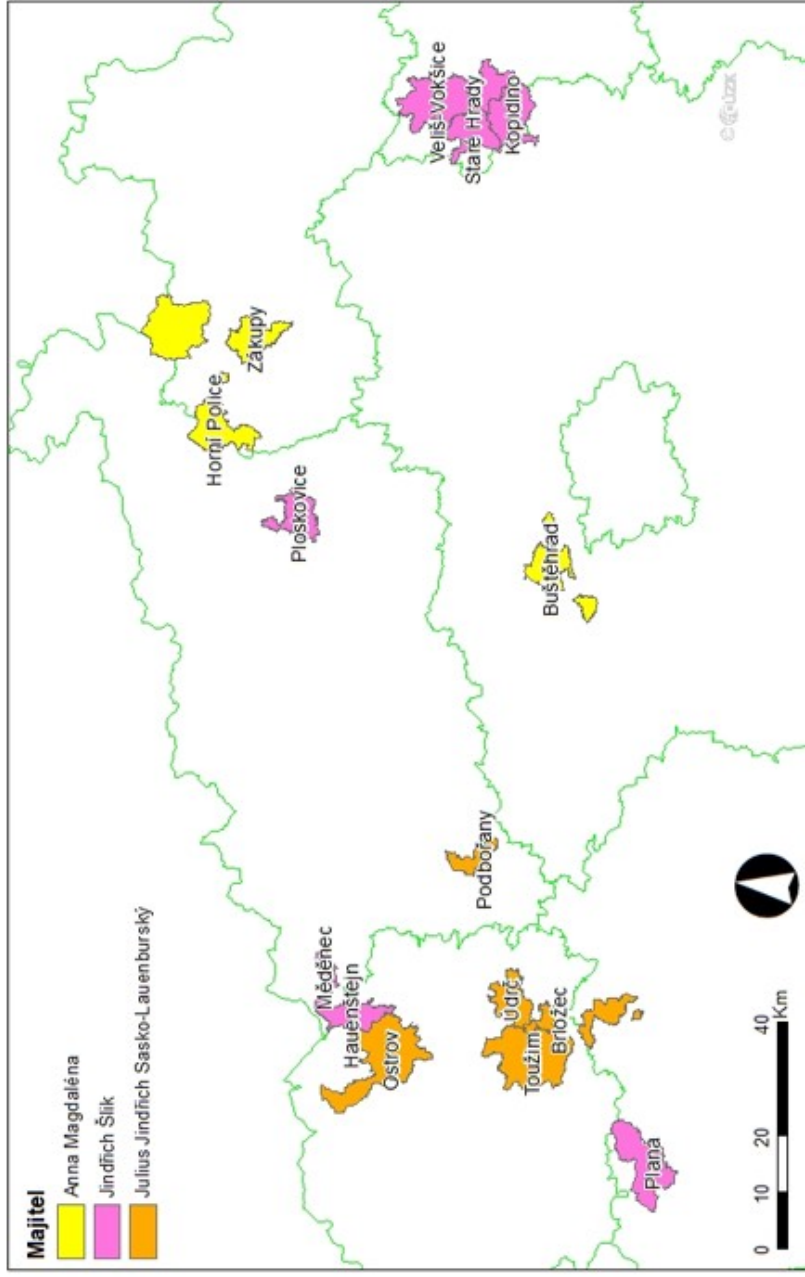 Majitel
Anna Magdaléna
Jindřich Šlik
Julius Jindřich Sasko-Lauenburský
Horní Police
Zákupy
Veliš-Vokšice
Staré Hrady
Kopidlno
Ploskovice
Buštěhrad
Měděnec
Hauenštejn
Ostrov
Podbořany
Údrč
Toužim
Brložec
Planá
0 10 20 40
Km
© ČÚZK